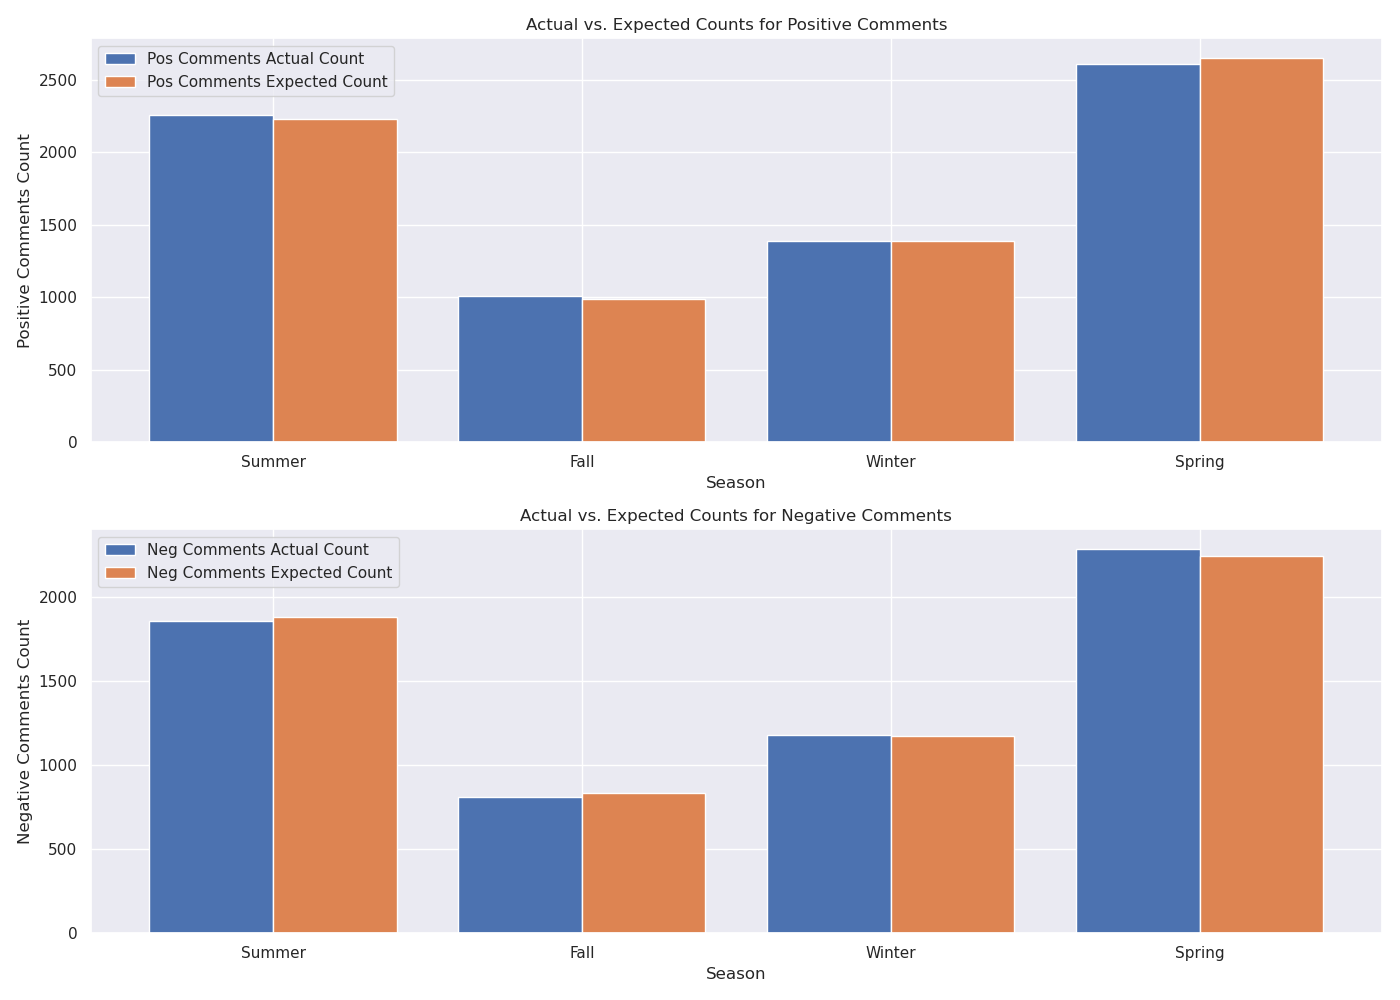 Actual vs. Expected Counts for Positive Comments
Pos Comments Actual Count
Pos Comments Expected Count
Positive Comments Count
2500
2000
1500
1000
500
0
Summer Fall Winter Spring
Season
Actual vs. Expected Counts for Negative Comments
Neg Comments Actual Count
Neg Comments Expected Count
Negative Comments Count
2000
1500
1000
500
0
Summer Fall Winter Spring
Season